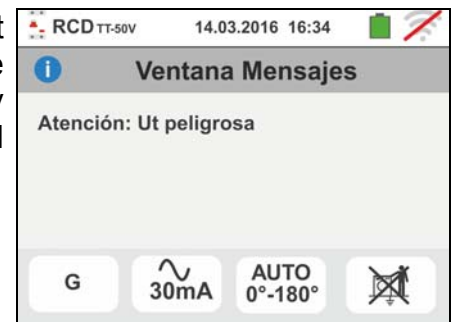 RCD TT-50V 14.03.2016 16:34
Ventana Mensajes
Atención: Ut peligrosa
G
30mA
AUTO
0°-180°